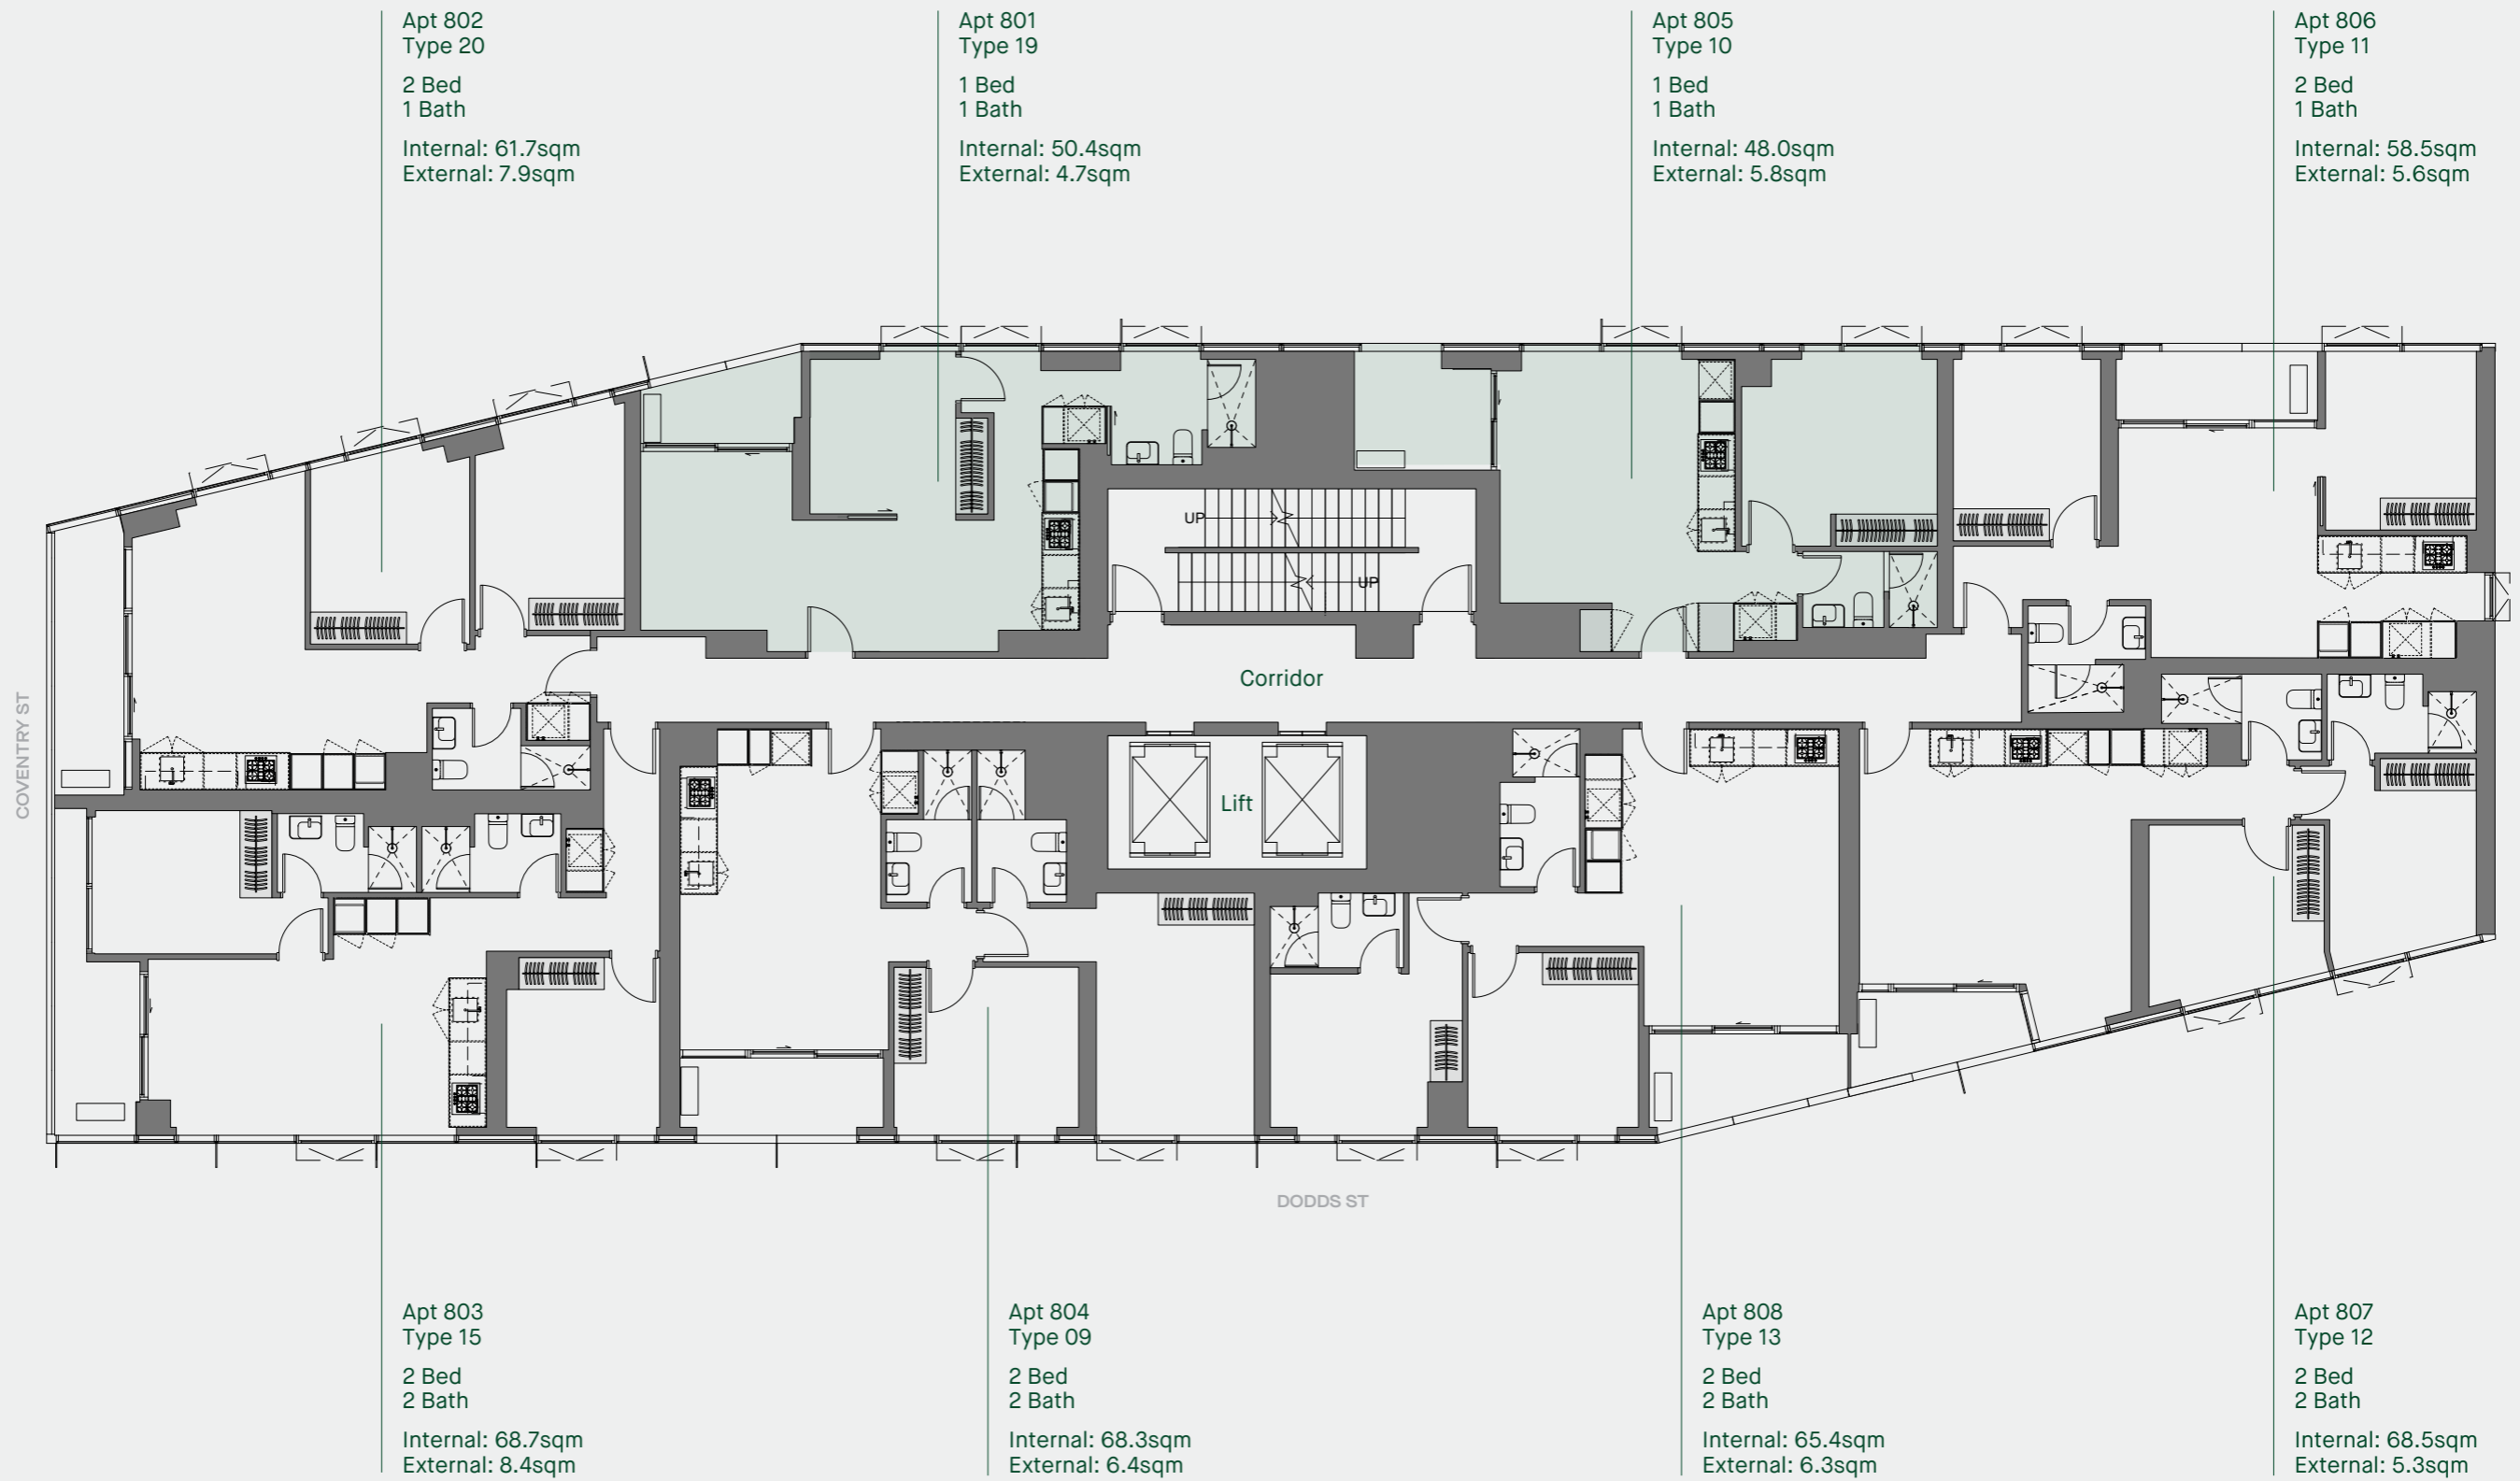 Apt 802
Type 20
2 Bed
1 Bath
Internal: 61.7sqm
External: 7.9sqm
Apt 801
Type 19
1 Bed
1 Bath
Internal: 50.4sqm
External: 4.7sqm
Apt 805
Type 10
1 Bed
1 Bath
Internal: 48.0sqm
External: 5.8sqm
Apt 806
Type 11
2 Bed
1 Bath
Internal: 58.5sqm
External: 5.6sqm
UP
UP
Corridor
COVENTRY ST
Lift
DODDS ST
Apt 803
Type 15
2 Bed
2 Bath
Internal: 68.7sqm
External: 8.4sqm
Apt 804
Type 09
2 Bed
2 Bath
Internal: 68.3sqm
External: 6.4sqm
Apt 808
Type 13
2 Bed
2 Bath
Internal: 65.4sqm
External: 6.3sqm
Apt 807
Type 12
2 Bed
2 Bath
Internal: 68.5sqm
External: 5.3sqm